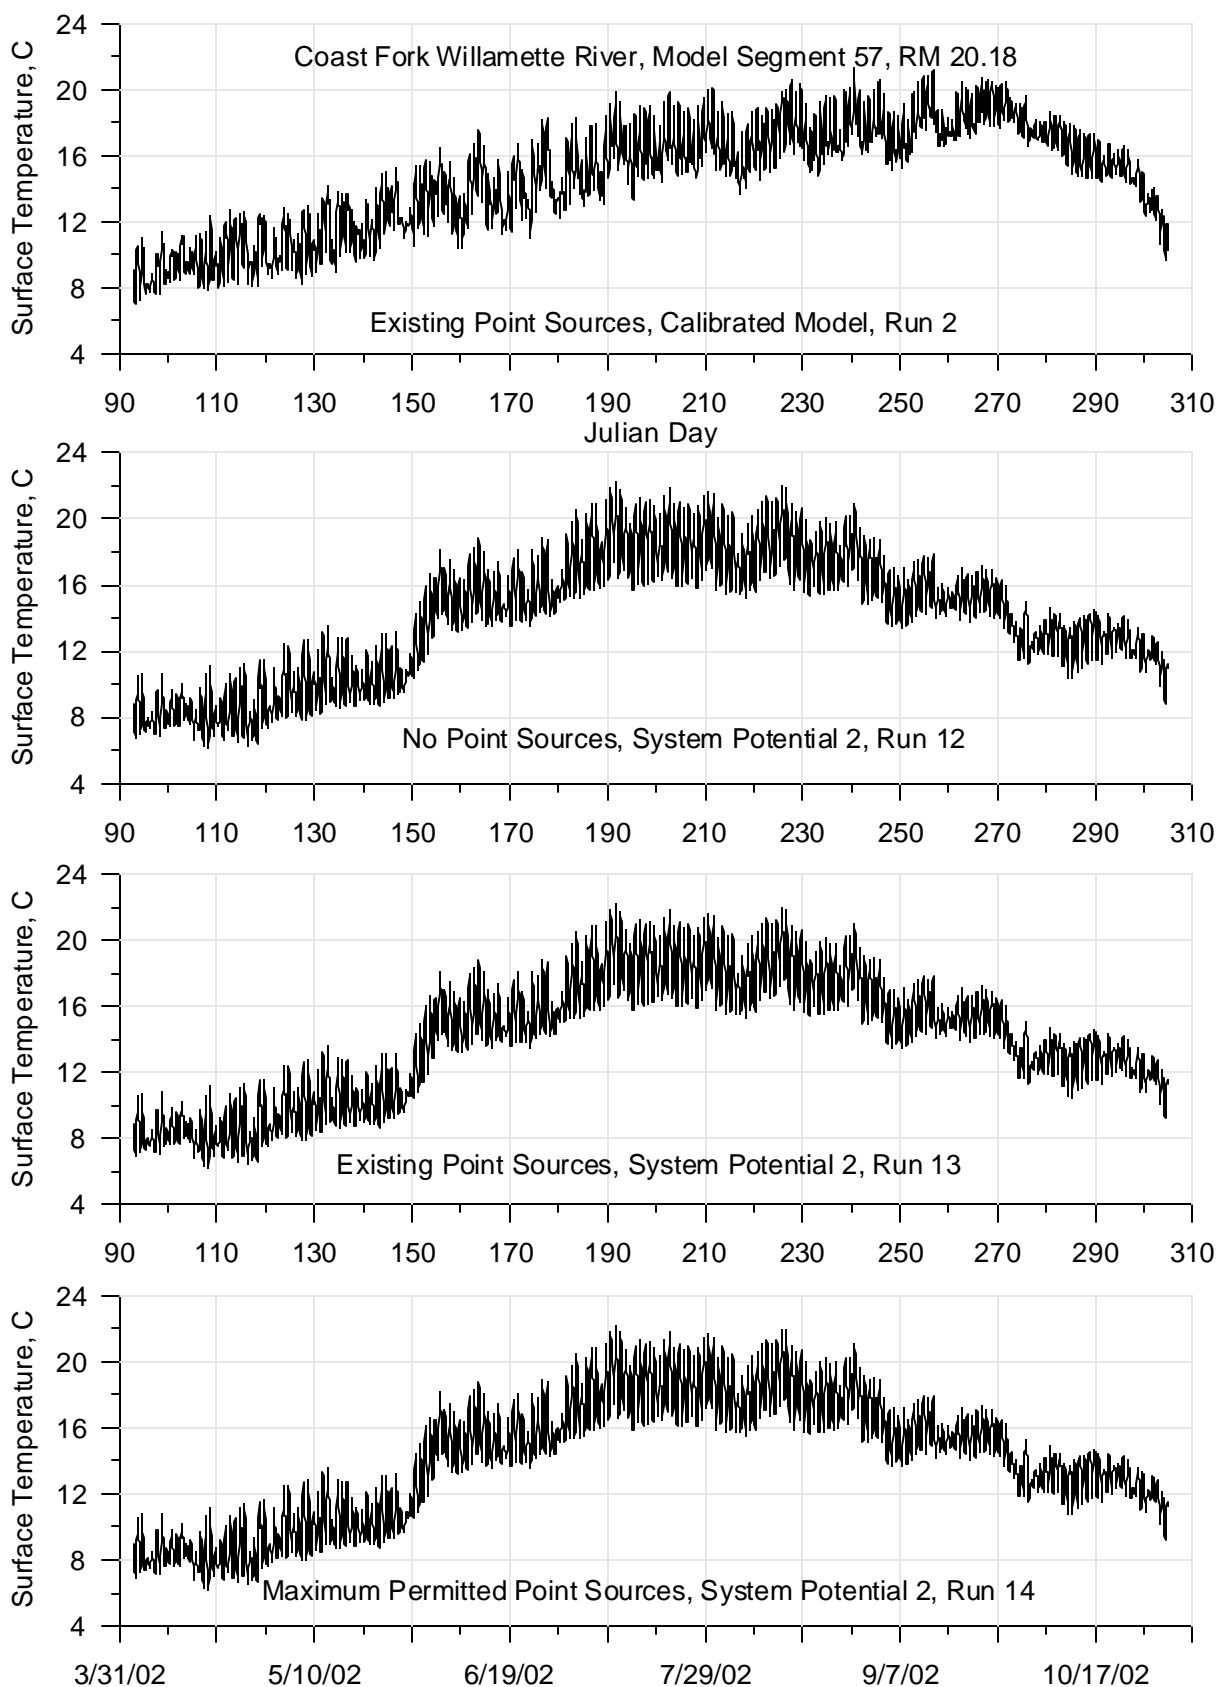 24
Coast Fork Willamette River, Model Segment 57, RM 20.18
20
16
12
8
4
Surface Temperature, C
Existing Point Sources, Calibrated Model, Run 2
90 110 130 150 170 190 210 230 250 270 290 310
Julian Day
24
20
16
12
8
4
Surface Temperature, C
No Point Sources, System Potential 2, Run 12
90 110 130 150 170 190 210 230 250 270 290 310
24
20
16
12
8
4
Surface Temperature, C
Existing Point Sources, System Potential 2, Run 13
90 110 130 150 170 190 210 230 250 270 290 310
24
20
16
12
8
4
Surface Temperature, C
Maximum Permitted Point Sources, System Potential 2, Run 14
3/31/02 5/10/02 6/19/02 7/29/02 9/7/02 10/17/02